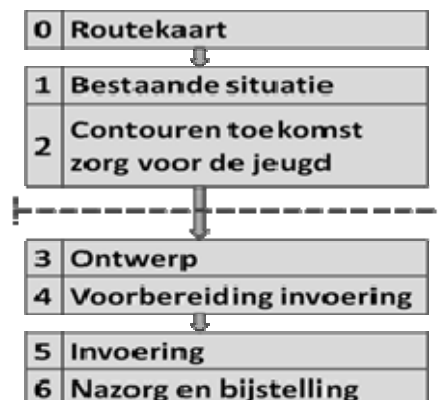 0 Routekaart
1 Bestaande situatie
2 Contouren toekomst
zorg voor de jeugd
3 Ontwerp
4 Voorbereiding invoering
5 Invoering
6 Nazorg en bijstelling